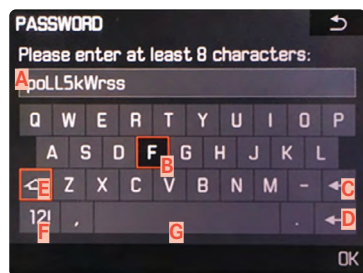 PASSWORD
Please enter at least 8 characters:
A poLL5kWrss
Q W E R T Y U I O P
A S D F G H J K L
B
E Z X C V B N M - C
12! , . D
F G
OK